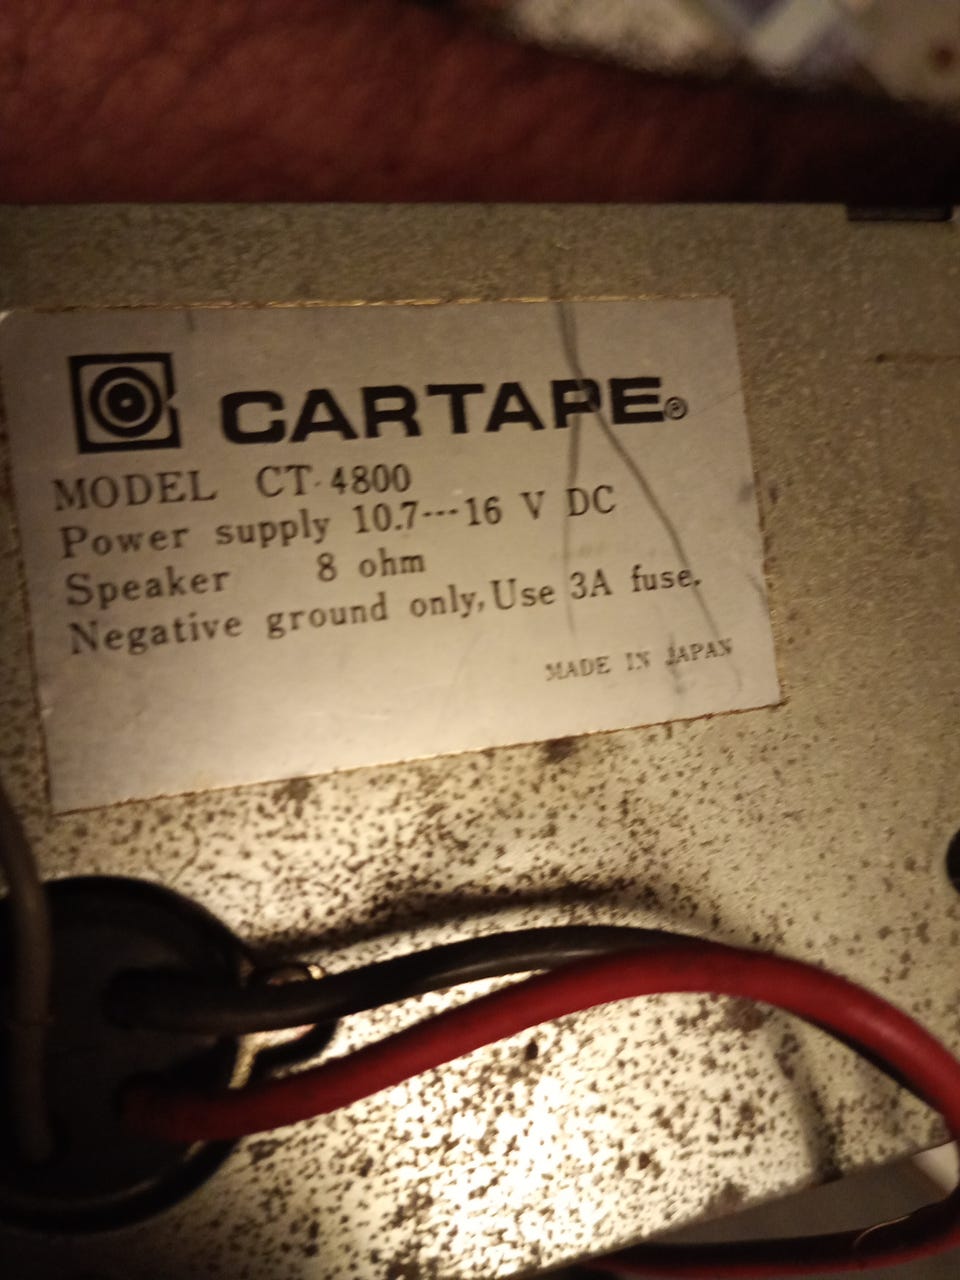 CARTAPE®
MODEL CT-4800
Power supply 10.7---16 V DC
Speaker 8 ohm
Negative ground only, Use 3A fuse.
MADE IN JAPAN